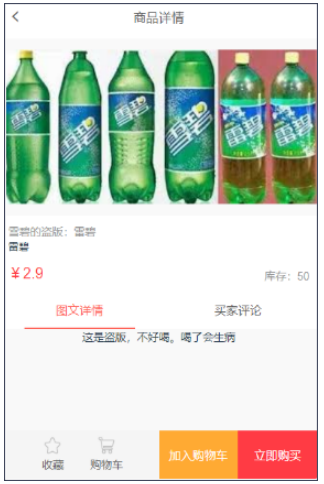 商品详情
雪碧 雪碧 雪碧 雪碧 雷碧 雷碧
雪碧的盗版：雷碧
雷碧
¥2.9
库存：50
图文详情 买家评论
这是盗版，不好喝。喝了会生病
收藏 购物车 加入购物车 立即购买